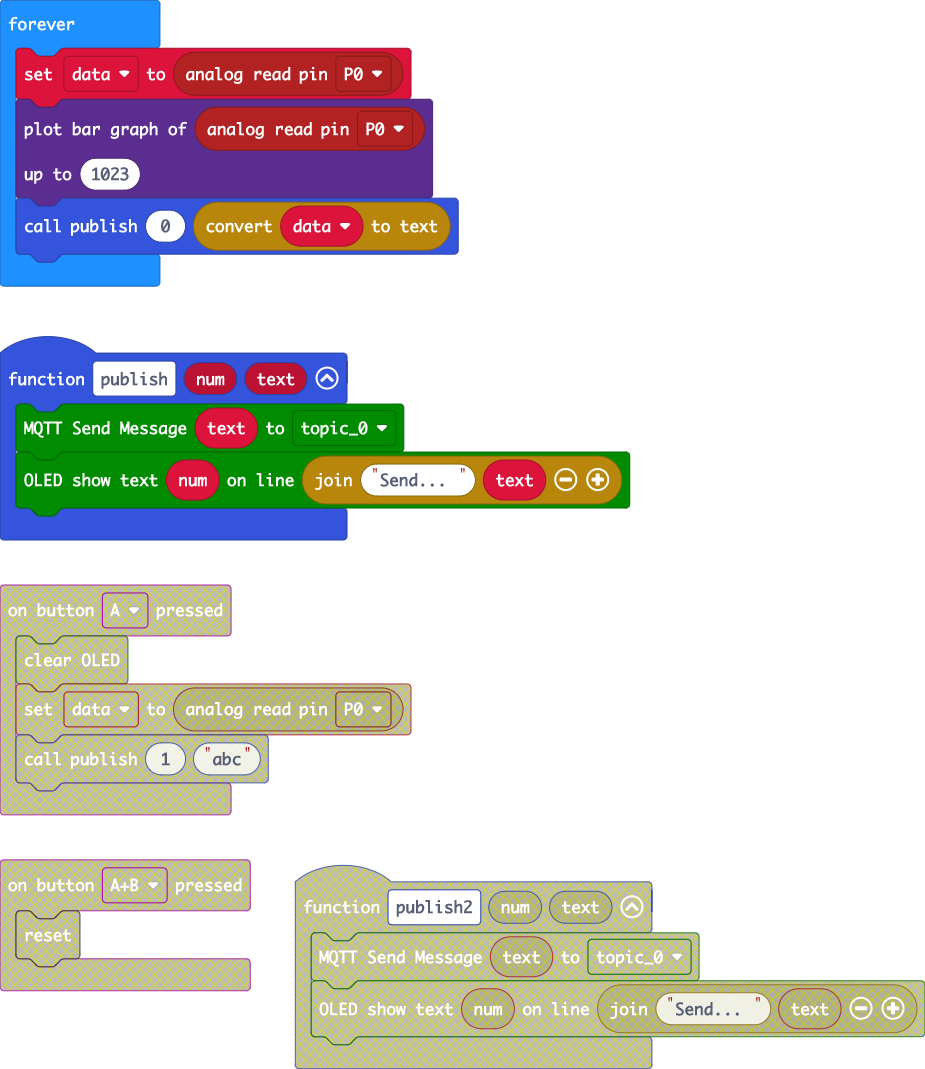 forever
set data to analog read pin P0
plot bar graph of analog read pin P0
up to 1023
call publish 0 convert data to text
function publish num text
MQTT Send Message text to topic_0
OLED show text num on line join "Send... " text
on button A pressed
clear OLED
set data to analog read pin P0
call publish 1 "abc"
on button A+B pressed
reset
function publish2 num text
MQTT Send Message text to topic_0
OLED show text num on line join "Send... " text